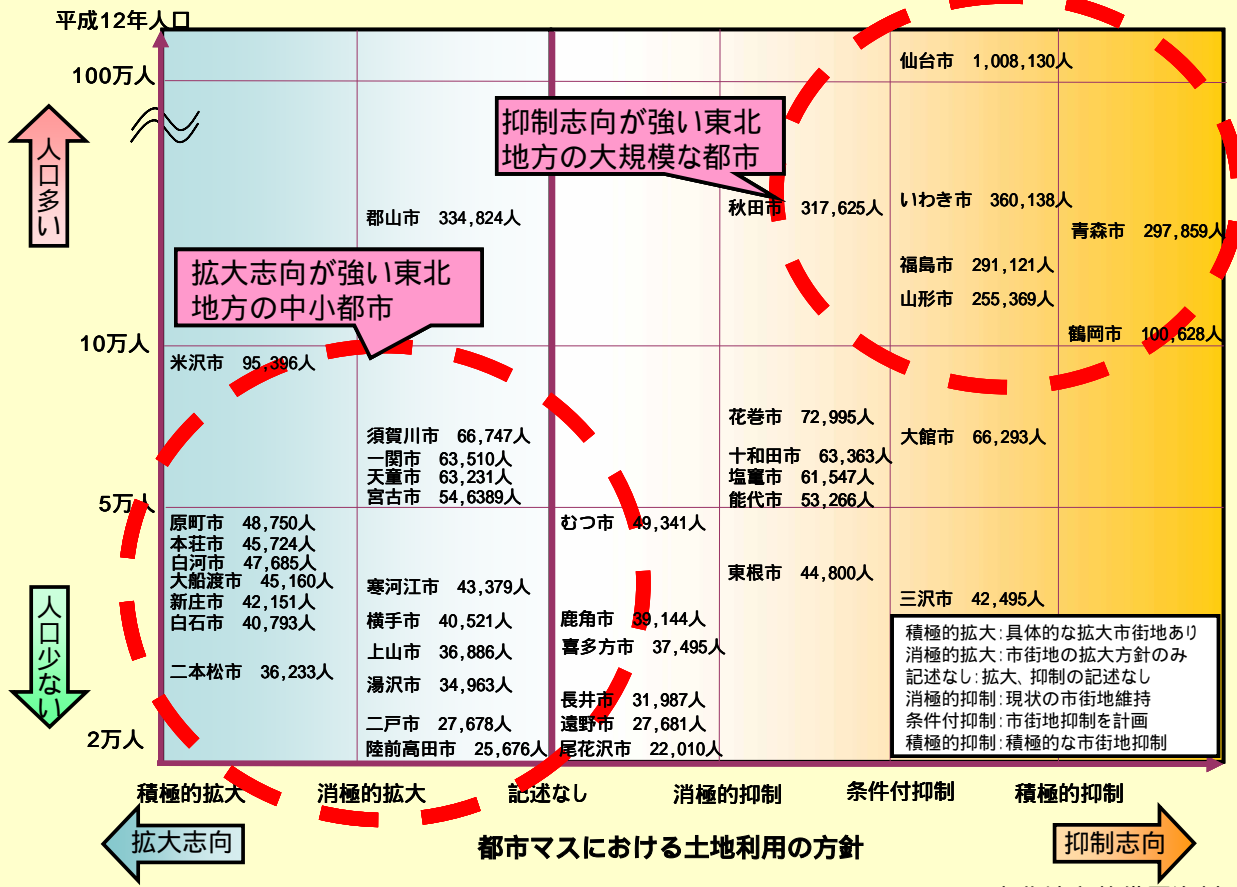 平成12年人口
100万人
10万人
5万人
2万人
人口多い
人口少ない
抑制志向が強い東北
地方の大規模な都市
拡大志向が強い東北
地方の中小都市
仙台市 1,008,130人
郡山市 334,824人
秋田市 317,625人
いわき市 360,138人
青森市 297,859人
福島市 291,121人
山形市 255,369人
鶴岡市 100,628人
米沢市 95,396人
須賀川市 66,747人
一関市 63,510人
天童市 63,231人
宮古市 54,6389人
花巻市 72,995人
十和田市 63,363人
塩竈市 61,547人
能代市 53,266人
大館市 66,293人
原町市 48,750人
本荘市 45,724人
白河市 47,685人
大船渡市 45,160人
新庄市 42,151人
白石市 40,793人
二本松市 36,233人
寒河江市 43,379人
横手市 40,521人
上山市 36,886人
湯沢市 34,963人
二戸市 27,678人
陸前高田市 25,676人
むつ市 49,341人
鹿角市 39,144人
喜多方市 37,495人
長井市 31,987人
遠野市 27,681人
尾花沢市 22,010人
東根市 44,800人
三沢市 42,495人
積極的拡大:具体的な拡大市街地あり
消極的拡大:市街地の拡大方針のみ
記述なし:拡大、抑制の記述なし
消極的抑制:現状の市街地維持
条件付抑制:市街地抑制を計画
積極的抑制:積極的な市街地抑制
積極的拡大 消極的拡大 記述なし 消極的抑制 条件付抑制 積極的抑制
拡大志向
都市マスにおける土地利用の方針
抑制志向